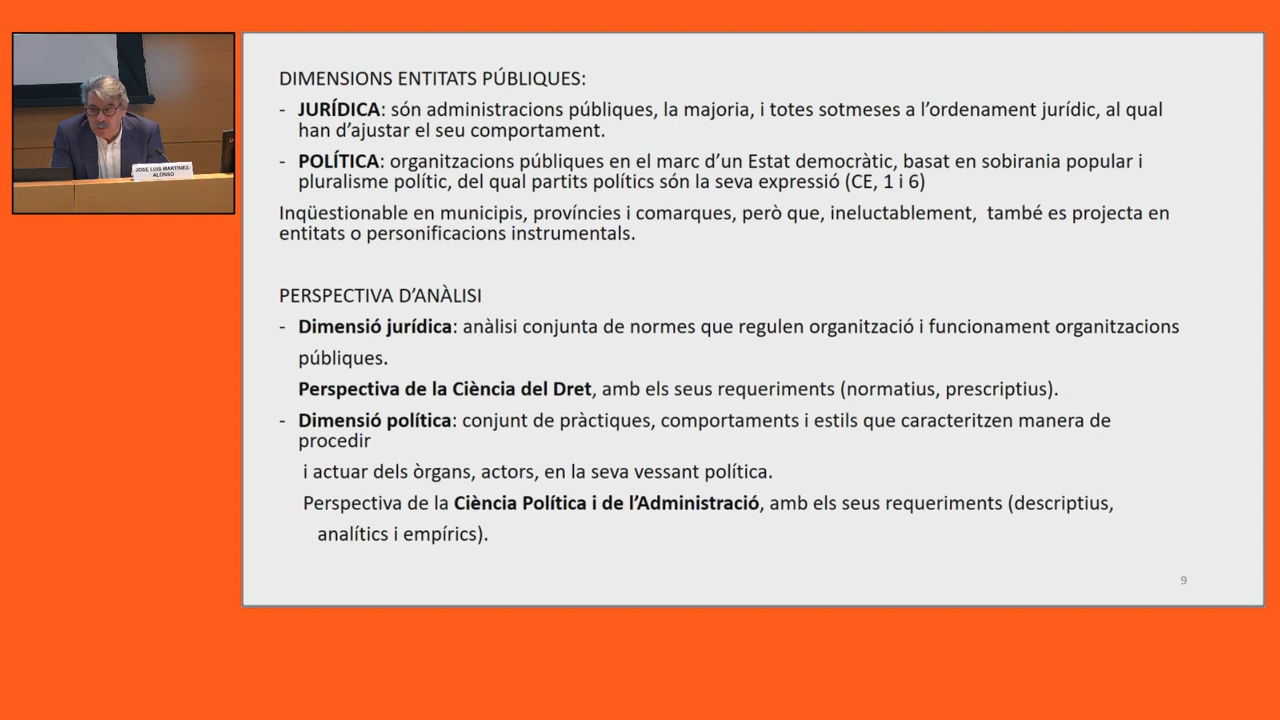 JOSE LUIS MARTÍNEZ-
ALONSO
DIMENSIONS ENTITATS PÚBLIQUES:
- JURÍDICA: són administracions públiques, la majoria, i totes sotmeses a l’ordenament jurídic, al qual
han d’ajustar el seu comportament.
- POLÍTICA: organitzacions públiques en el marc d’un Estat democràtic, basat en sobirania popular i
pluralisme polític, del qual partits polítics són la seva expressió (CE, 1 i 6)
Inqüestionable en municipis, províncies i comarques, però que, ineluctablement, també es projecta en
entitats o personificacions instrumentals.
PERSPECTIVA D’ANÀLISI
- Dimensió jurídica: anàlisi conjunta de normes que regulen organització i funcionament organitzacions
públiques.
Perspectiva de la Ciència del Dret, amb els seus requeriments (normatius, prescriptius).
- Dimensió política: conjunt de pràctiques, comportaments i estils que caracteritzen manera de
procedir
i actuar dels òrgans, actors, en la seva vessant política.
Perspectiva de la Ciència Política i de l’Administració, amb els seus requeriments (descriptius,
analítics i empírics).
9